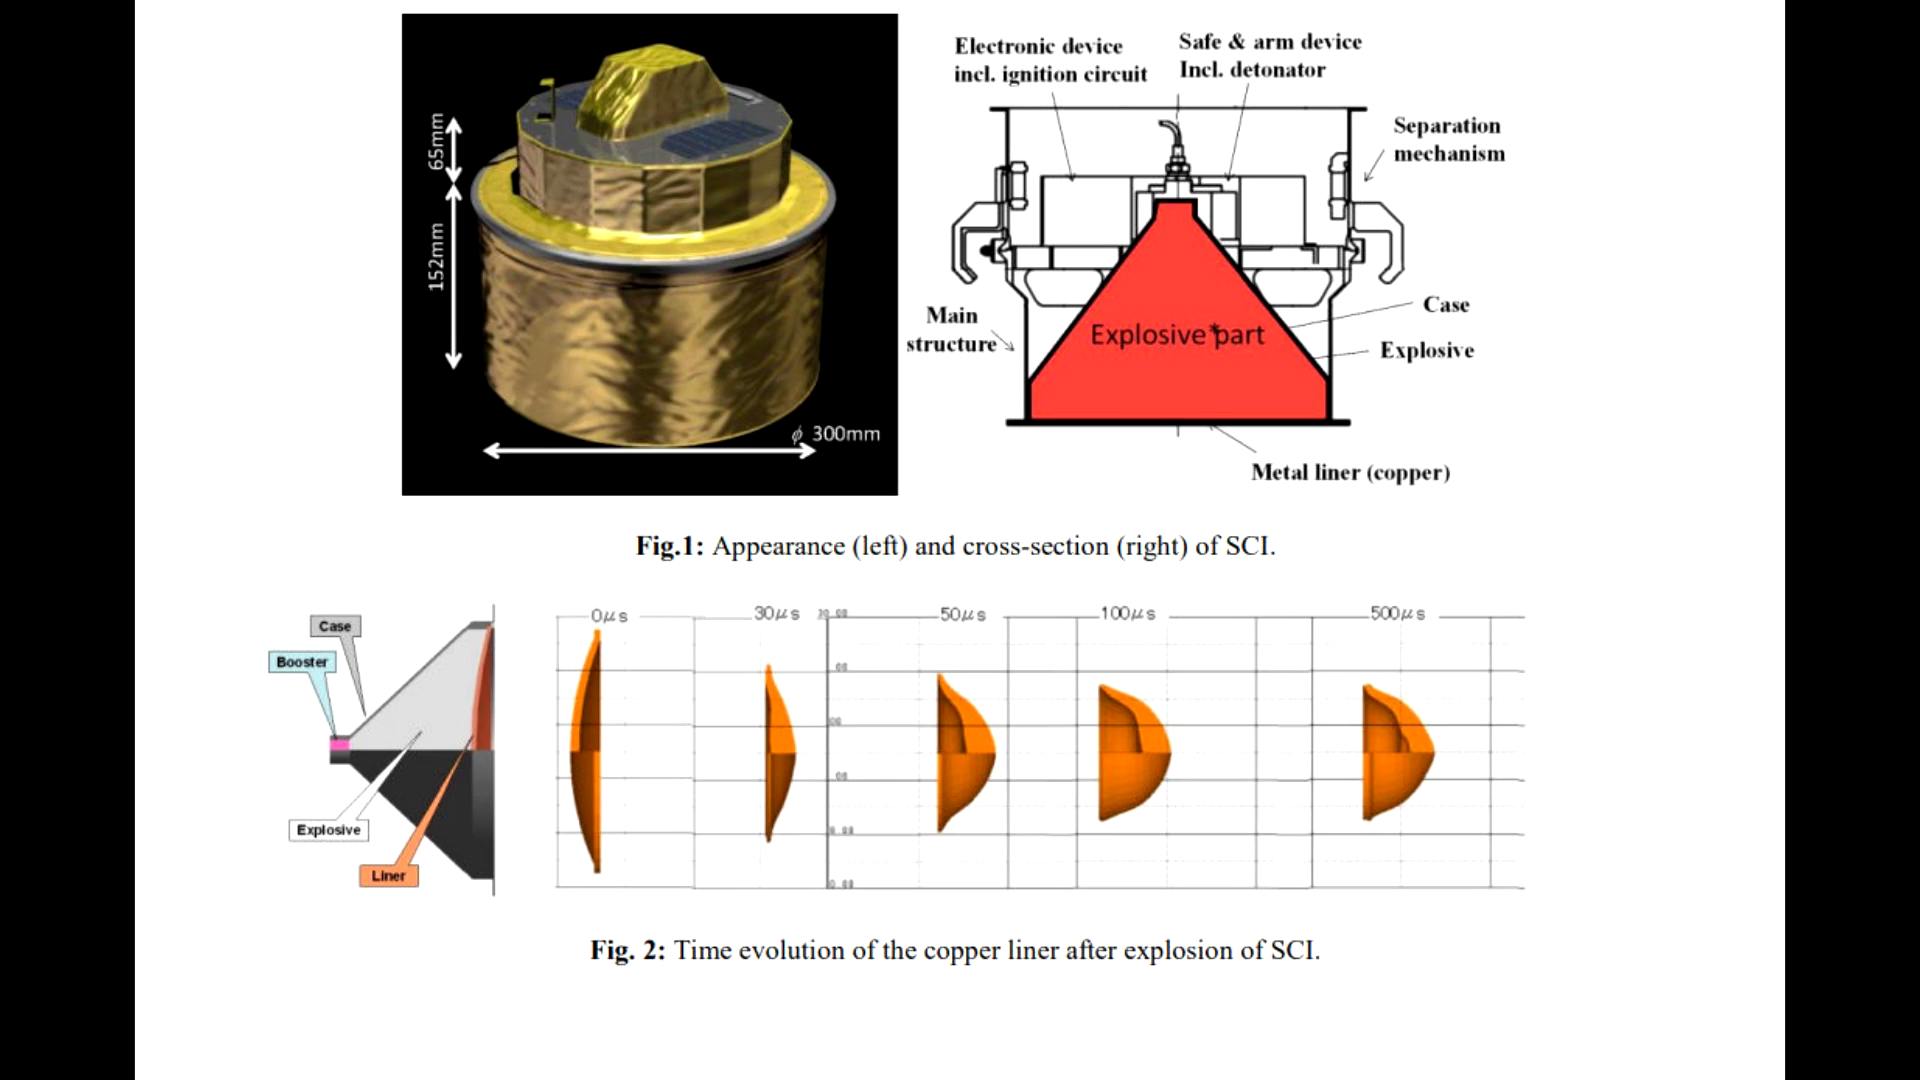 Electronic device
incl. ignition circuit
Safe & arm device
Incl. detonator
65mm
152mm
ϕ 300mm
Separation
mechanism
Main
structure
Explosive*part
Case
Explosive
Metal liner (copper)
Fig.1: Appearance (left) and cross-section (right) of SCI.
Case
Booster
Explosive
Liner
0μs
30μs
50μs
100μs
500μs
Fig. 2: Time evolution of the copper liner after explosion of SCI.